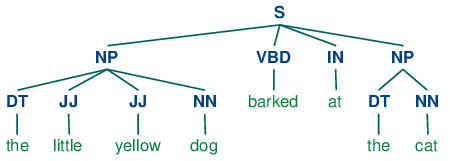 S
NP VBD IN NP
DT JJ JJ NN barked at DT NN
the little yellow dog the cat